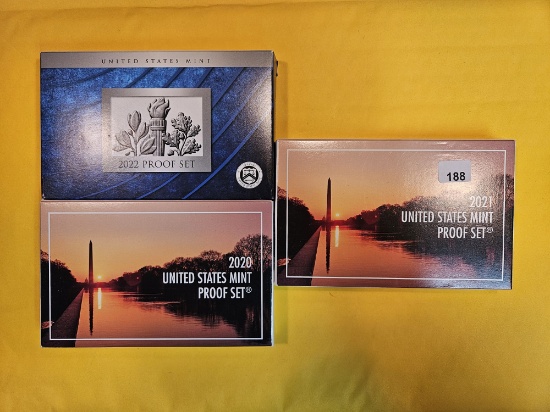 UNITED STATES MINT
2022 PROOF SET
2020
UNITED STATES MINT
PROOF SET®
188
2021
UNITED STATES MINT
PROOF SET®